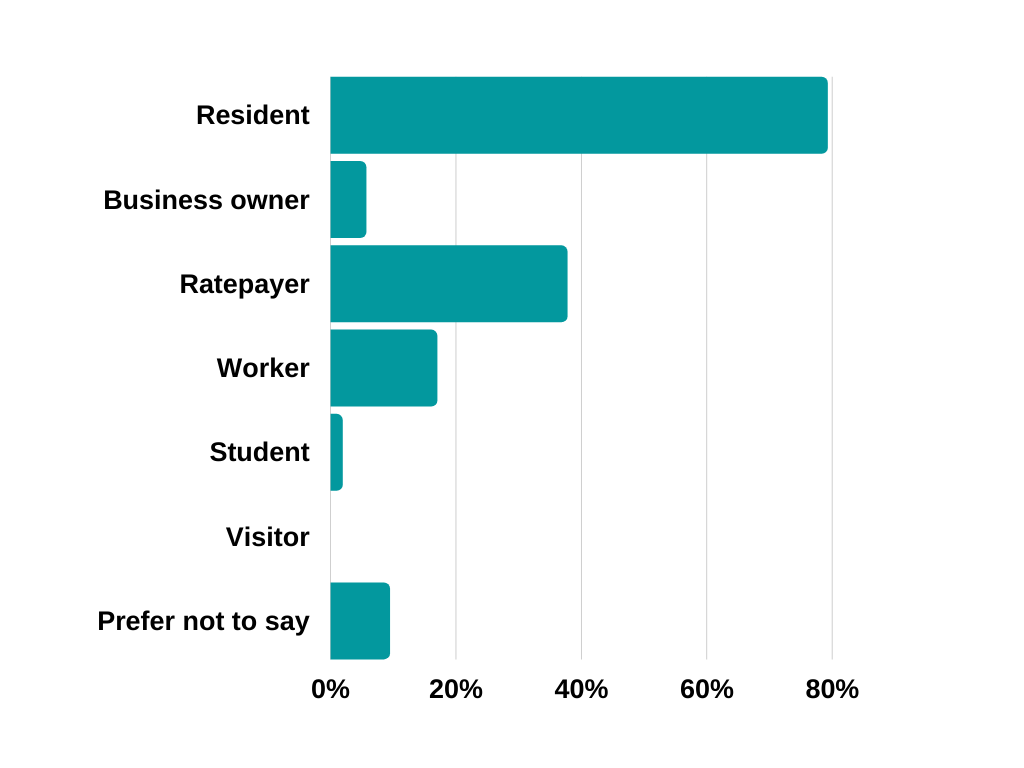 Resident
Business owner
Ratepayer
Worker
Student
Visitor
Prefer not to say
0% 20% 40% 60% 80%